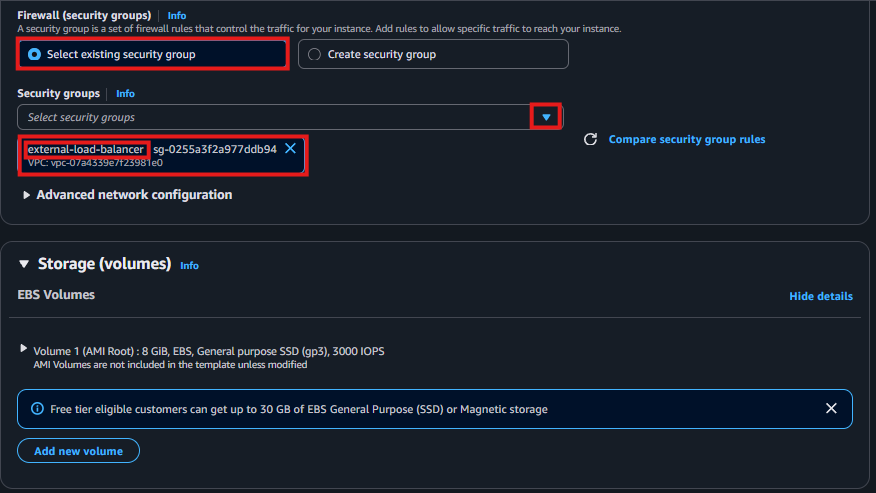 Firewall (security groups) Info
A security group is a set of firewall rules that control the traffic for your instance. Add rules to allow specific traffic to reach your instance.
Select existing security group Create security group
Security groups Info
Select security groups
Compare security group rules
external-load-balancer sg-0255a3f2a977ddb94
VPC: vpc-07a4339e7f23981e0
Advanced network configuration
Storage (volumes) Info
EBS Volumes Hide details
Volume 1 (AMI Root) : 8 GiB, EBS, General purpose SSD (gp3), 3000 IOPS
AMI Volumes are not included in the template unless modified
Free tier eligible customers can get up to 30 GB of EBS General Purpose (SSD) or Magnetic storage
Add new volume